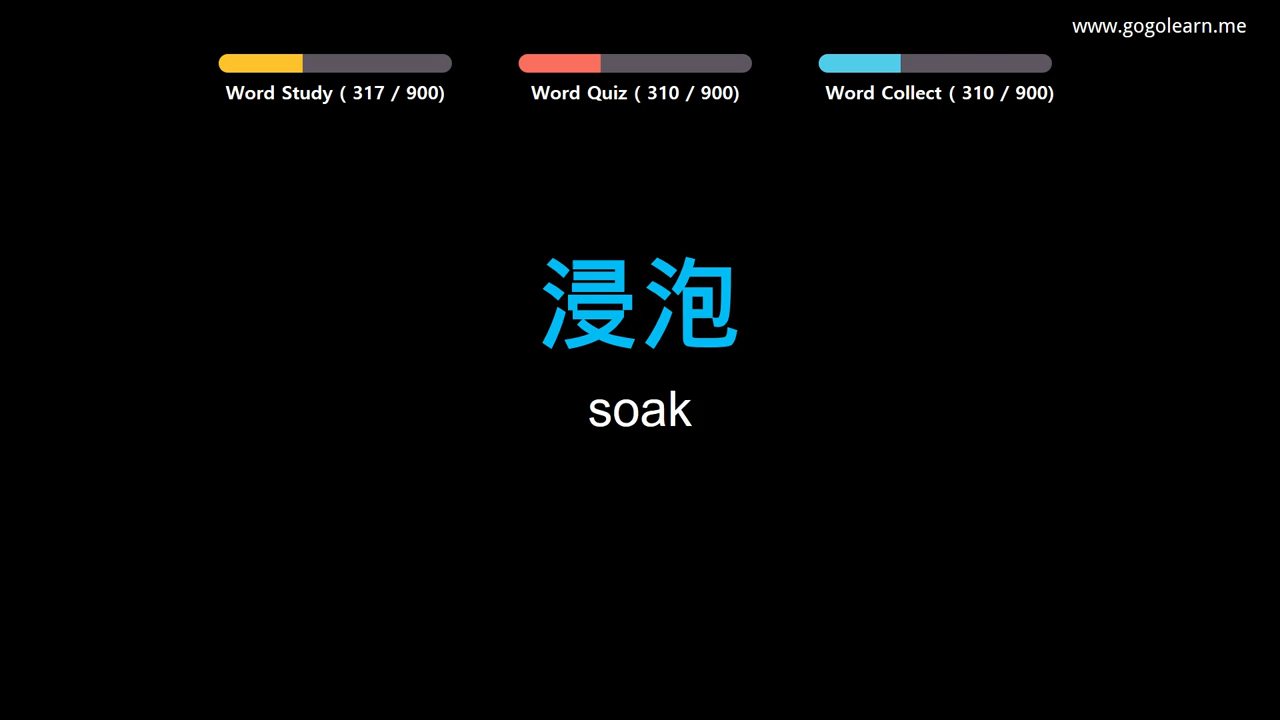 www.gogolearn.me
Word Study ( 317 / 900)
Word Quiz ( 310 / 900)
Word Collect ( 310 / 900)
浸泡
soak